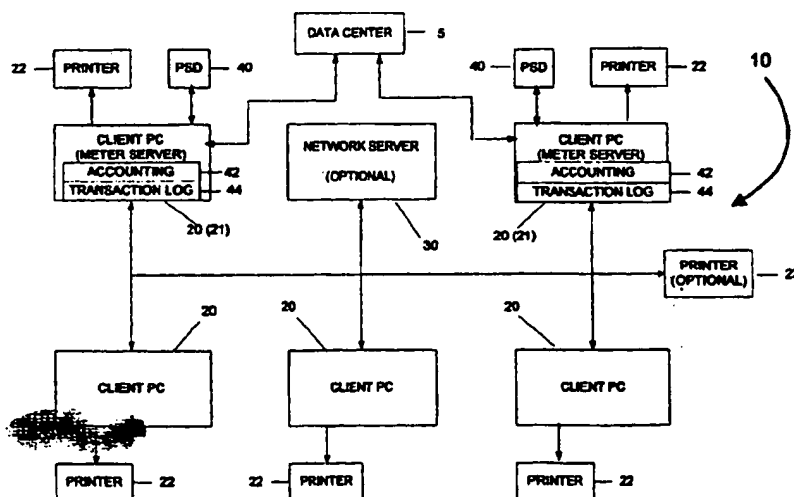 DATA CENTER 5
22 PRINTER PSD 40 40 PSD PRINTER 22 10
CLIENT PC
(METER SERVER)
ACCOUNTING 42
TRANSACTION LOG 44
20 (21)
NETWORK SERVER
(OPTIONAL)
30
CLIENT PC
(METER SERVER)
ACCOUNTING 42
TRANSACTION LOG 44
20 (21)
PRINTER
(OPTIONAL)
20 20 20
CLIENT PC CLIENT PC CLIENT PC
PRINTER 22 22 PRINTER PRINTER 22